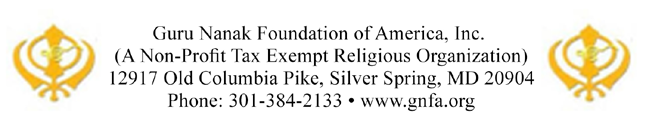 Guru Nanak Foundation of America, Inc.
(A Non-Profit Tax Exempt Religious Organization)
12917 Old Columbia Pike, Silver Spring, MD 20904
Phone: 301-384-2133 • www.gnfa.org